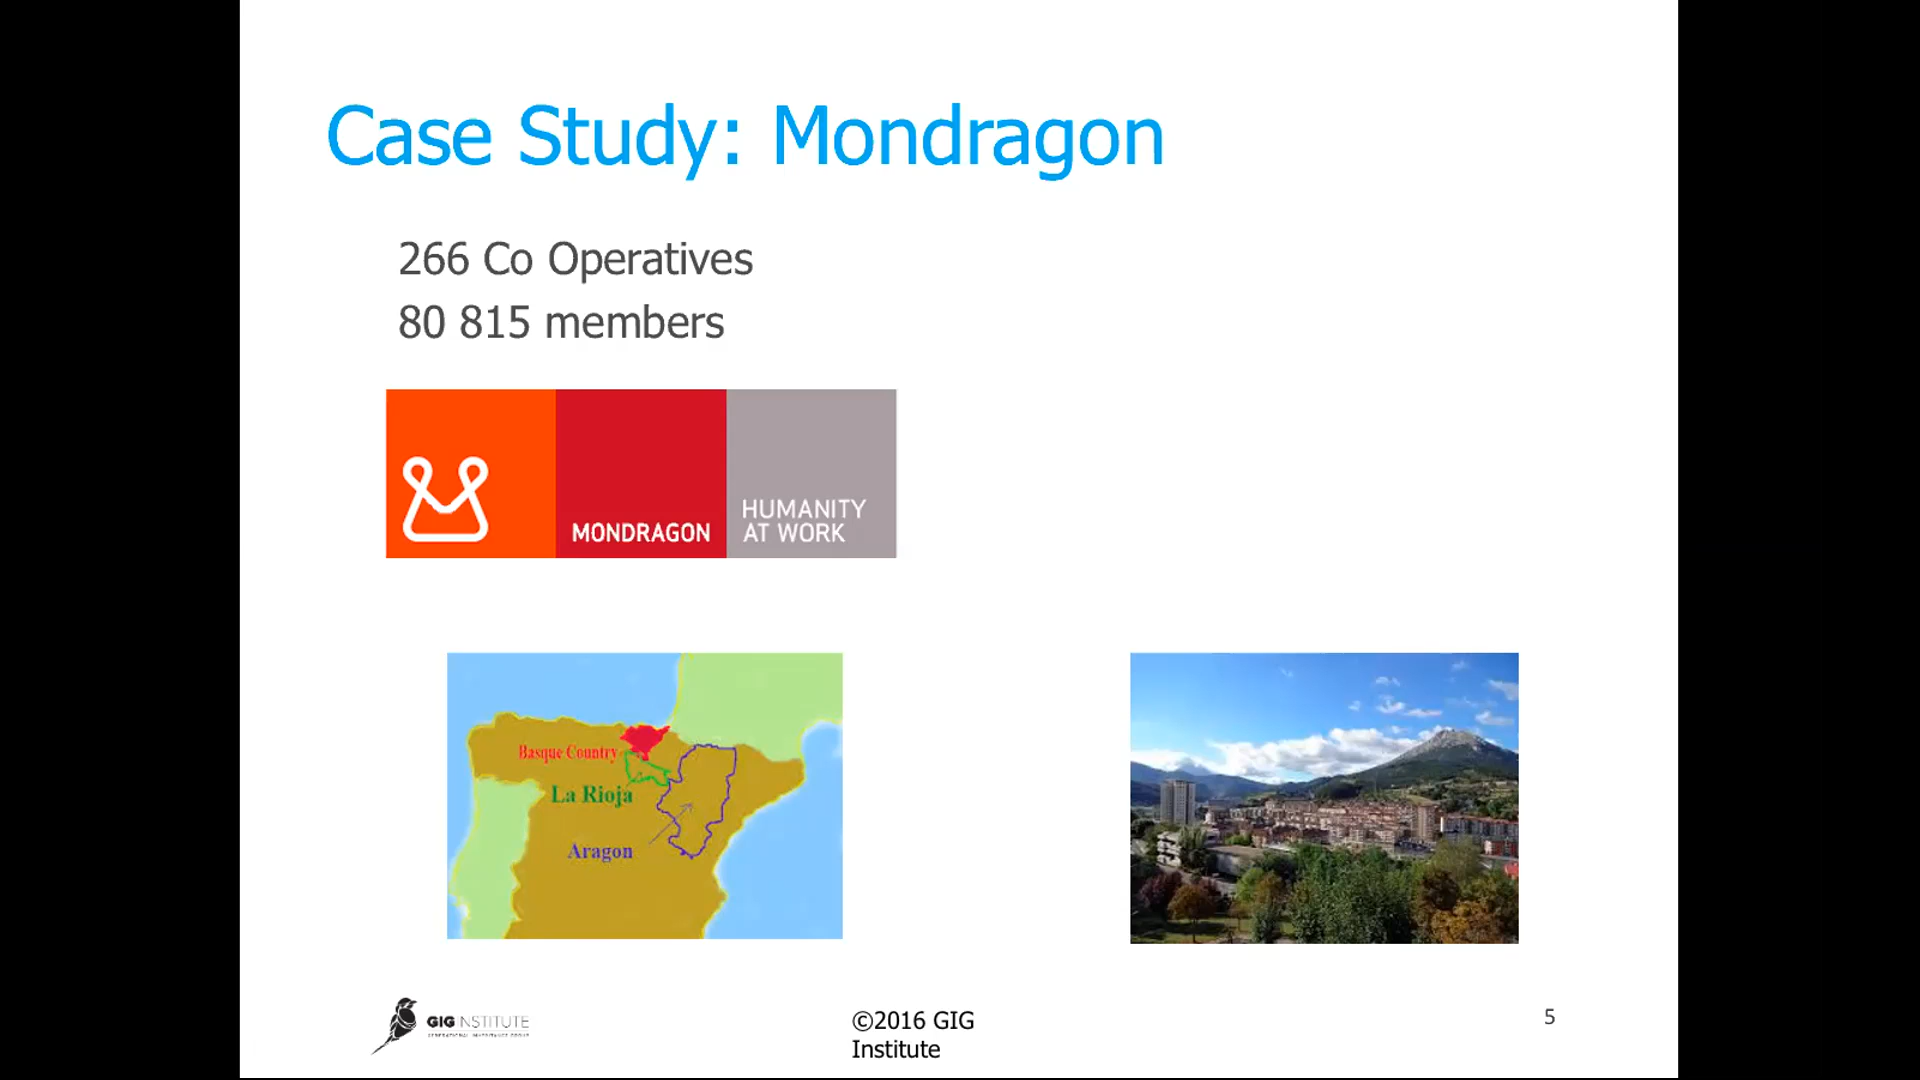 Case Study: Mondragon
266 Co Operatives
80 815 members
MONDRAGON
HUMANITY
AT WORK
Basque Country
La Rioja
Aragon
GIG INSTITUTE
©2016 GIG
Institute
5